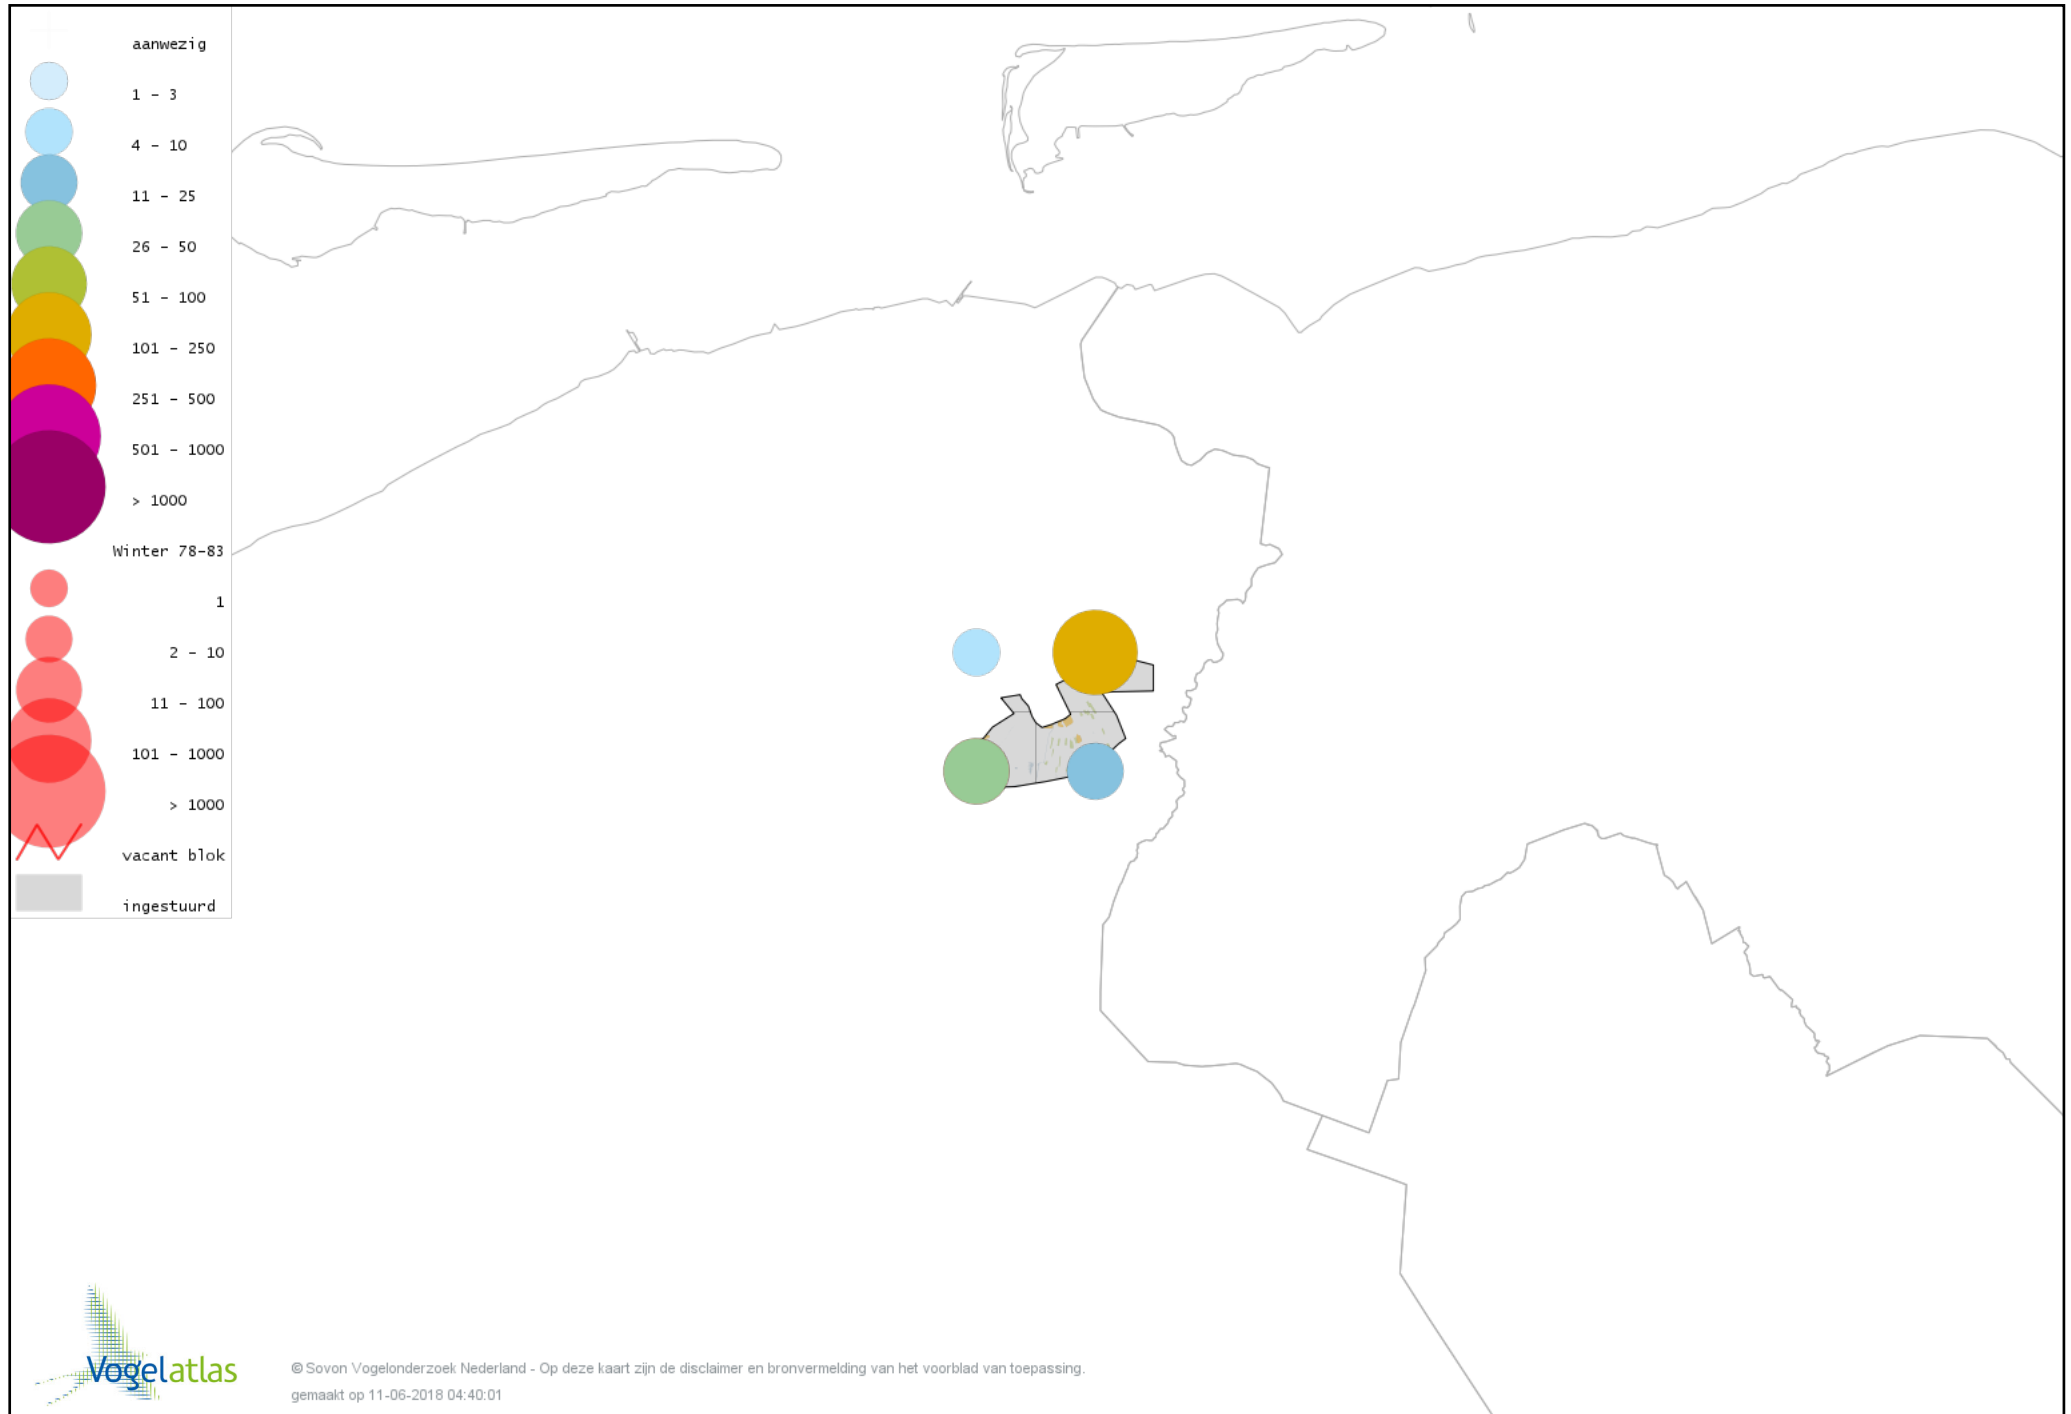 aanwezig
1 - 3
4 - 10
11 - 25
26 - 50
51 - 100
101 - 250
251 - 500
501 - 1000
> 1000
Winter 78-83
1
2 - 10
11 - 100
101 - 1000
> 1000
vacant blok
ingestuurd
Vogelatlas
© Sovon Vogelonderzoek Nederland - Op deze kaart zijn de disclaimer en bronvermelding van het voorblad van toepassing.
gemaakt op 11-06-2018 04:40:01